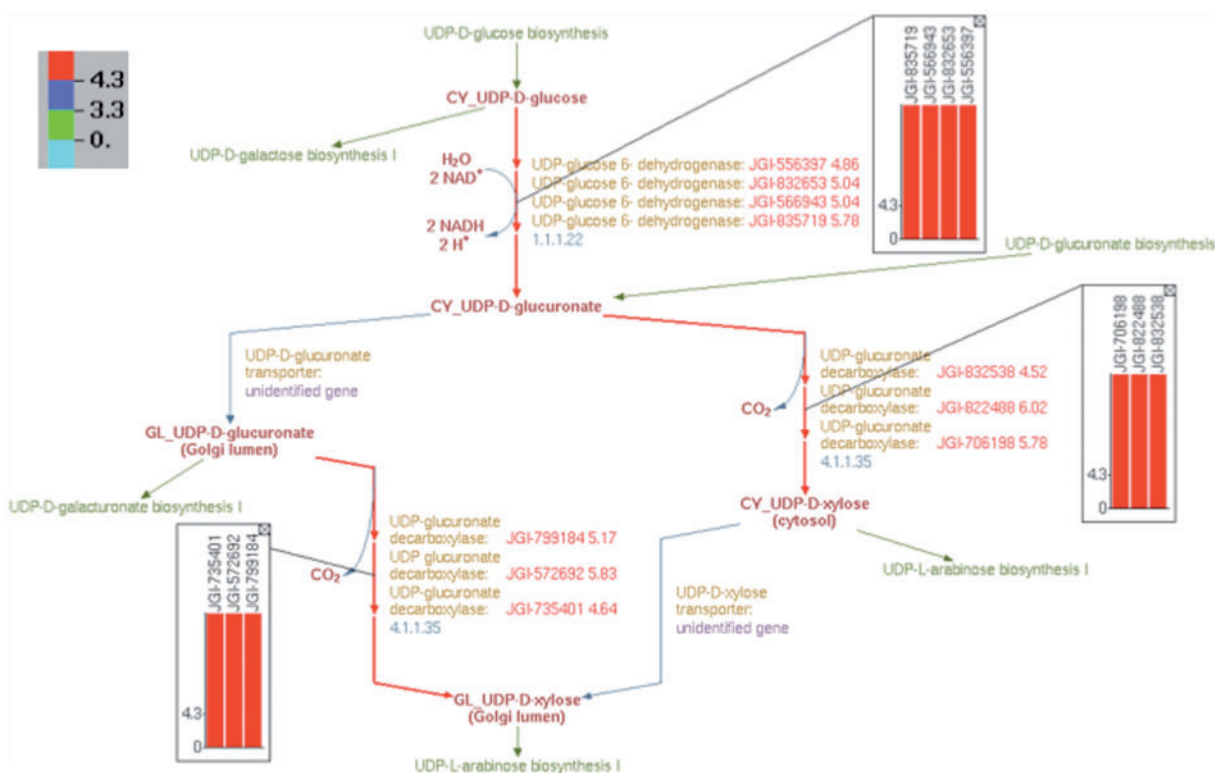 4.3
3.3
0.
UDP-D-glucose biosynthesis
CY_UDP-D-glucose
UDP-D-galactose biosynthesis I
H₂O
2 NAD⁺
2 NADH
2 H⁺
UDP-glucose 6- dehydrogenase: JGI-556397 4.86
UDP-glucose 6- dehydrogenase: JGI-832653 5.04
UDP-glucose 6- dehydrogenase: JGI-566943 5.04
UDP-glucose 6- dehydrogenase: JGI-835719 5.78
1.1.1.22
JGI-835719
JGI-566943
JGI-832653
JGI-556397
4.3
0
UDP-D-glucuronate biosynthesis
CY_UDP-D-glucuronate
UDP-D-glucuronate
transporter:
unidentified gene
GL_UDP-D-glucuronate
(Golgi lumen)
UDP-D-galacturonate biosynthesis I
CO₂
UDP-glucuronate
decarboxylase: JGI-832538 4.52
UDP-glucuronate
decarboxylase: JGI-822488 6.02
UDP-glucuronate
decarboxylase: JGI-706198 5.78
4.1.1.35
JGI-706198
JGI-822488
JGI-832538
4.3
0
CY_UDP-D-xylose
(cytosol)
UDP-L-arabinose biosynthesis I
JGI-735401
JGI-572692
JGI-799184
4.3
0
CO₂
UDP-glucuronate
decarboxylase: JGI-799184 5.17
UDP glucuronate
decarboxylase: JGI-572692 5.83
UDP-glucuronate
decarboxylase: JGI-735401 4.64
4.1.1.35
UDP-D-xylose
transporter:
unidentified gene
GL_UDP-D-xylose
(Golgi lumen)
UDP-L-arabinose biosynthesis I